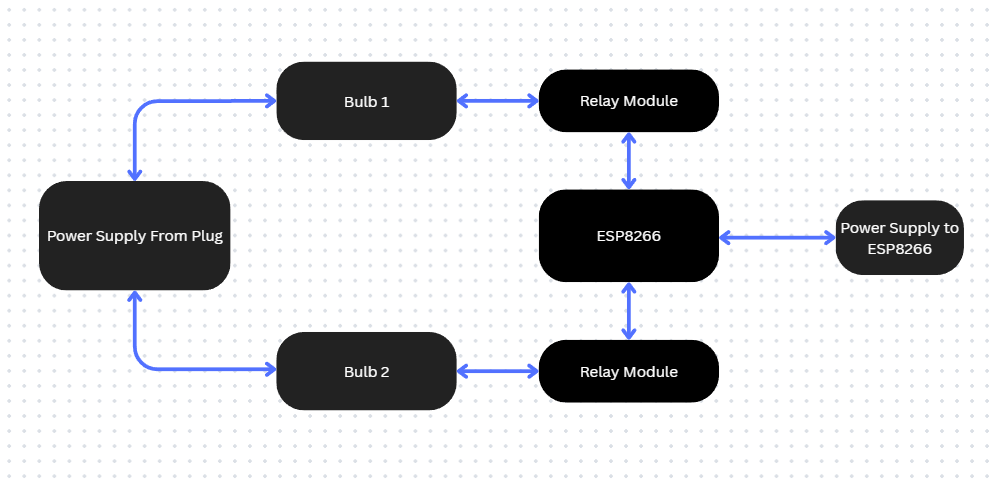 Bulb 1
Relay Module
Power Supply From Plug
ESP8266
Power Supply to
ESP8266
Bulb 2
Relay Module